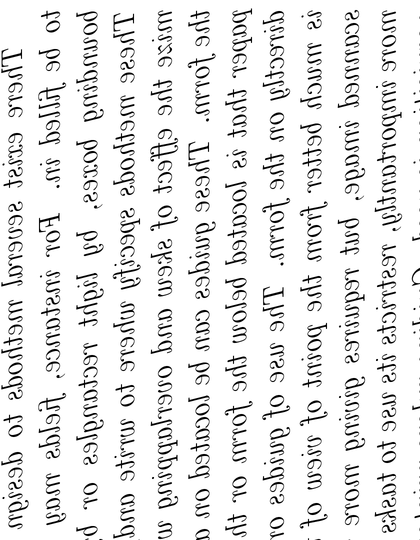 There exist several methods to design
to be filled in. For instance, fields may
bounding boxes, by light rectangles or
These methods specify where to write and
mize the effect of skew and overlapping
the form. These guides can be located on
paper that is located below the form or
directly on the form. The use of guides
is much better from the point of view of
scanned image, but requires giving more
more importantly, restricts its use tasks to